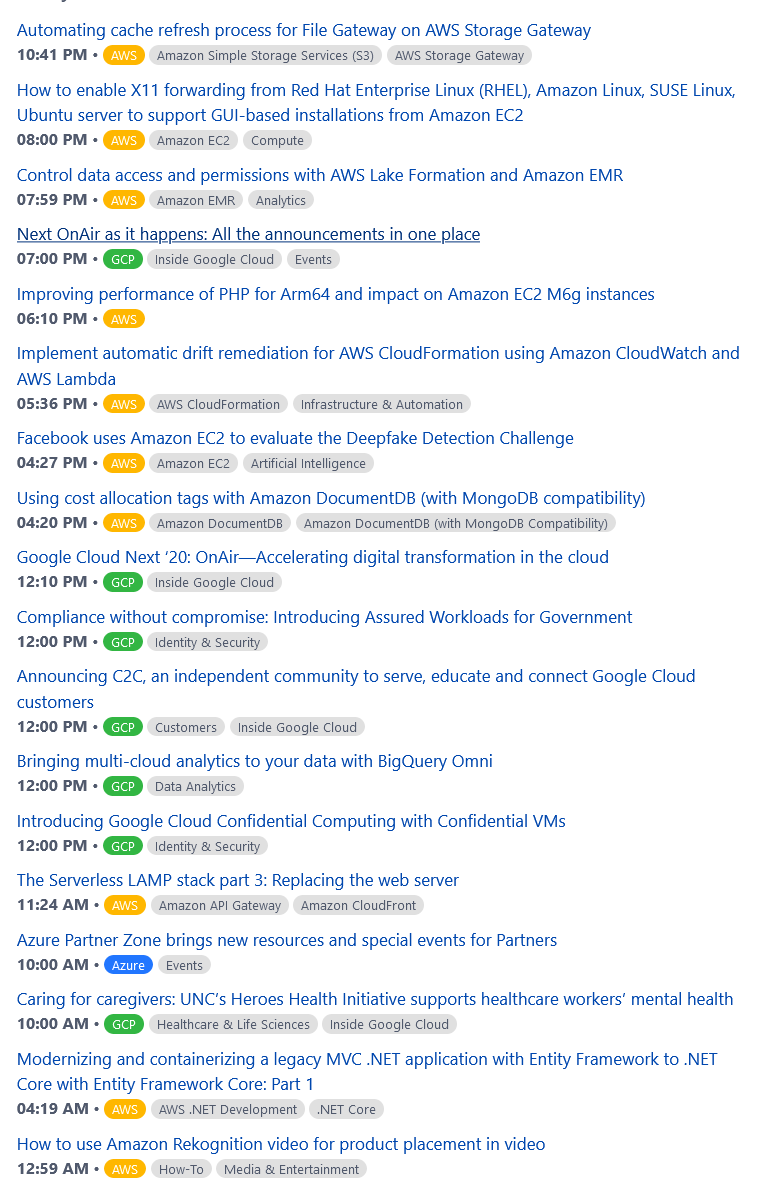 Automating cache refresh process for File Gateway on AWS Storage Gateway
10:41 PM • AWS Amazon Simple Storage Services (S3) AWS Storage Gateway
How to enable X11 forwarding from Red Hat Enterprise Linux (RHEL), Amazon Linux, SUSE Linux,
Ubuntu server to support GUI-based installations from Amazon EC2
08:00 PM • AWS Amazon EC2 Compute
Control data access and permissions with AWS Lake Formation and Amazon EMR
07:59 PM • AWS Amazon EMR Analytics
Next OnAir as it happens: All the announcements in one place
07:00 PM • GCP Inside Google Cloud Events
Improving performance of PHP for Arm64 and impact on Amazon EC2 M6g instances
06:10 PM • AWS
Implement automatic drift remediation for AWS CloudFormation using Amazon CloudWatch and
AWS Lambda
05:36 PM • AWS AWS CloudFormation Infrastructure & Automation
Facebook uses Amazon EC2 to evaluate the Deepfake Detection Challenge
04:27 PM • AWS Amazon EC2 Artificial Intelligence
Using cost allocation tags with Amazon DocumentDB (with MongoDB compatibility)
04:20 PM • AWS Amazon DocumentDB Amazon DocumentDB (with MongoDB Compatibility)
Google Cloud Next ‘20: OnAir—Accelerating digital transformation in the cloud
12:10 PM • GCP Inside Google Cloud
Compliance without compromise: Introducing Assured Workloads for Government
12:00 PM • GCP Identity & Security
Announcing C2C, an independent community to serve, educate and connect Google Cloud
customers
12:00 PM • GCP Customers Inside Google Cloud
Bringing multi-cloud analytics to your data with BigQuery Omni
12:00 PM • GCP Data Analytics
Introducing Google Cloud Confidential Computing with Confidential VMs
12:00 PM • GCP Identity & Security
The Serverless LAMP stack part 3: Replacing the web server
11:24 AM • AWS Amazon API Gateway Amazon CloudFront
Azure Partner Zone brings new resources and special events for Partners
10:00 AM • Azure Events
Caring for caregivers: UNC’s Heroes Health Initiative supports healthcare workers’ mental health
10:00 AM • GCP Healthcare & Life Sciences Inside Google Cloud
Modernizing and containerizing a legacy MVC .NET application with Entity Framework to .NET
Core with Entity Framework Core: Part 1
04:19 AM • AWS AWS .NET Development .NET Core
How to use Amazon Rekognition video for product placement in video
12:59 AM • AWS How-To Media & Entertainment